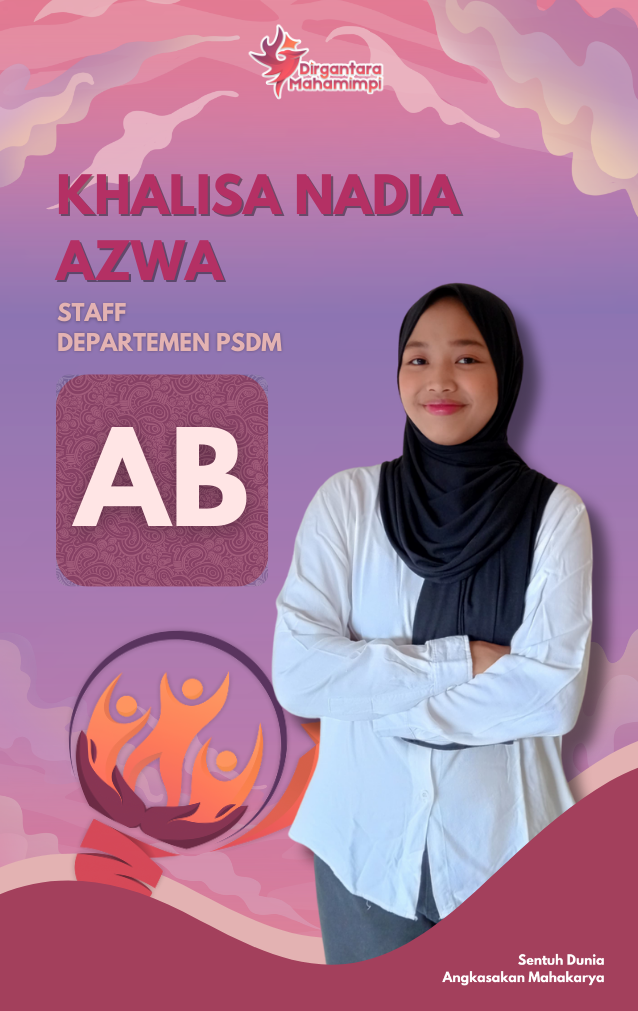 Dirgantara
Mahamimpi
KHALISA NADIA
AZWA
STAFF
DEPARTEMEN PSDM
AB
Sentuh Dunia
Angkasakan Mahakarya